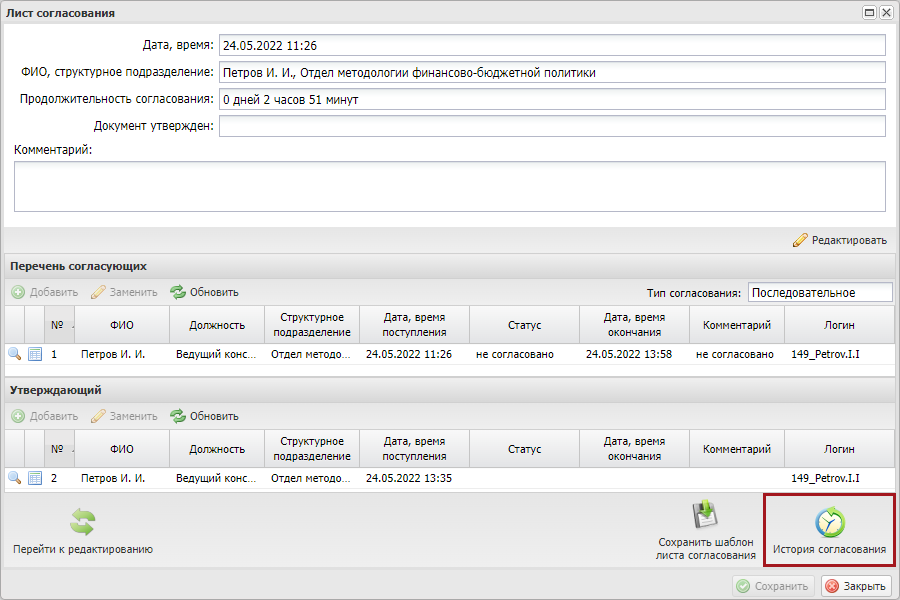 Лист согласования
Дата, время: 24.05.2022 11:26
ФИО, структурное подразделение: Петров И. И., Отдел методологии финансово-бюджетной политики
Продолжительность согласования: 0 дней 2 часов 51 минут
Документ утвержден:
Комментарий:
Редактировать
Перечень согласующих
Добавить Заменить Обновить Тип согласования: Последовательное
№ ФИО Должность Структурное подразделение Дата, время поступления Статус Дата, время окончания Комментарий Логин
1 Петров И. И. Ведущий конс... Отдел методо... 24.05.2022 11:26 не согласовано 24.05.2022 13:58 не согласовано 149_Petrov.I.I
Утверждающий
Добавить Заменить Обновить
№ ФИО Должность Структурное подразделение Дата, время поступления Статус Дата, время окончания Комментарий Логин
2 Петров И. И. Ведущий конс... Отдел методо... 24.05.2022 13:35 149_Petrov.I.I
Перейти к редактированию
Сохранить шаблон
листа согласования
История согласования
Сохранить Закрыть